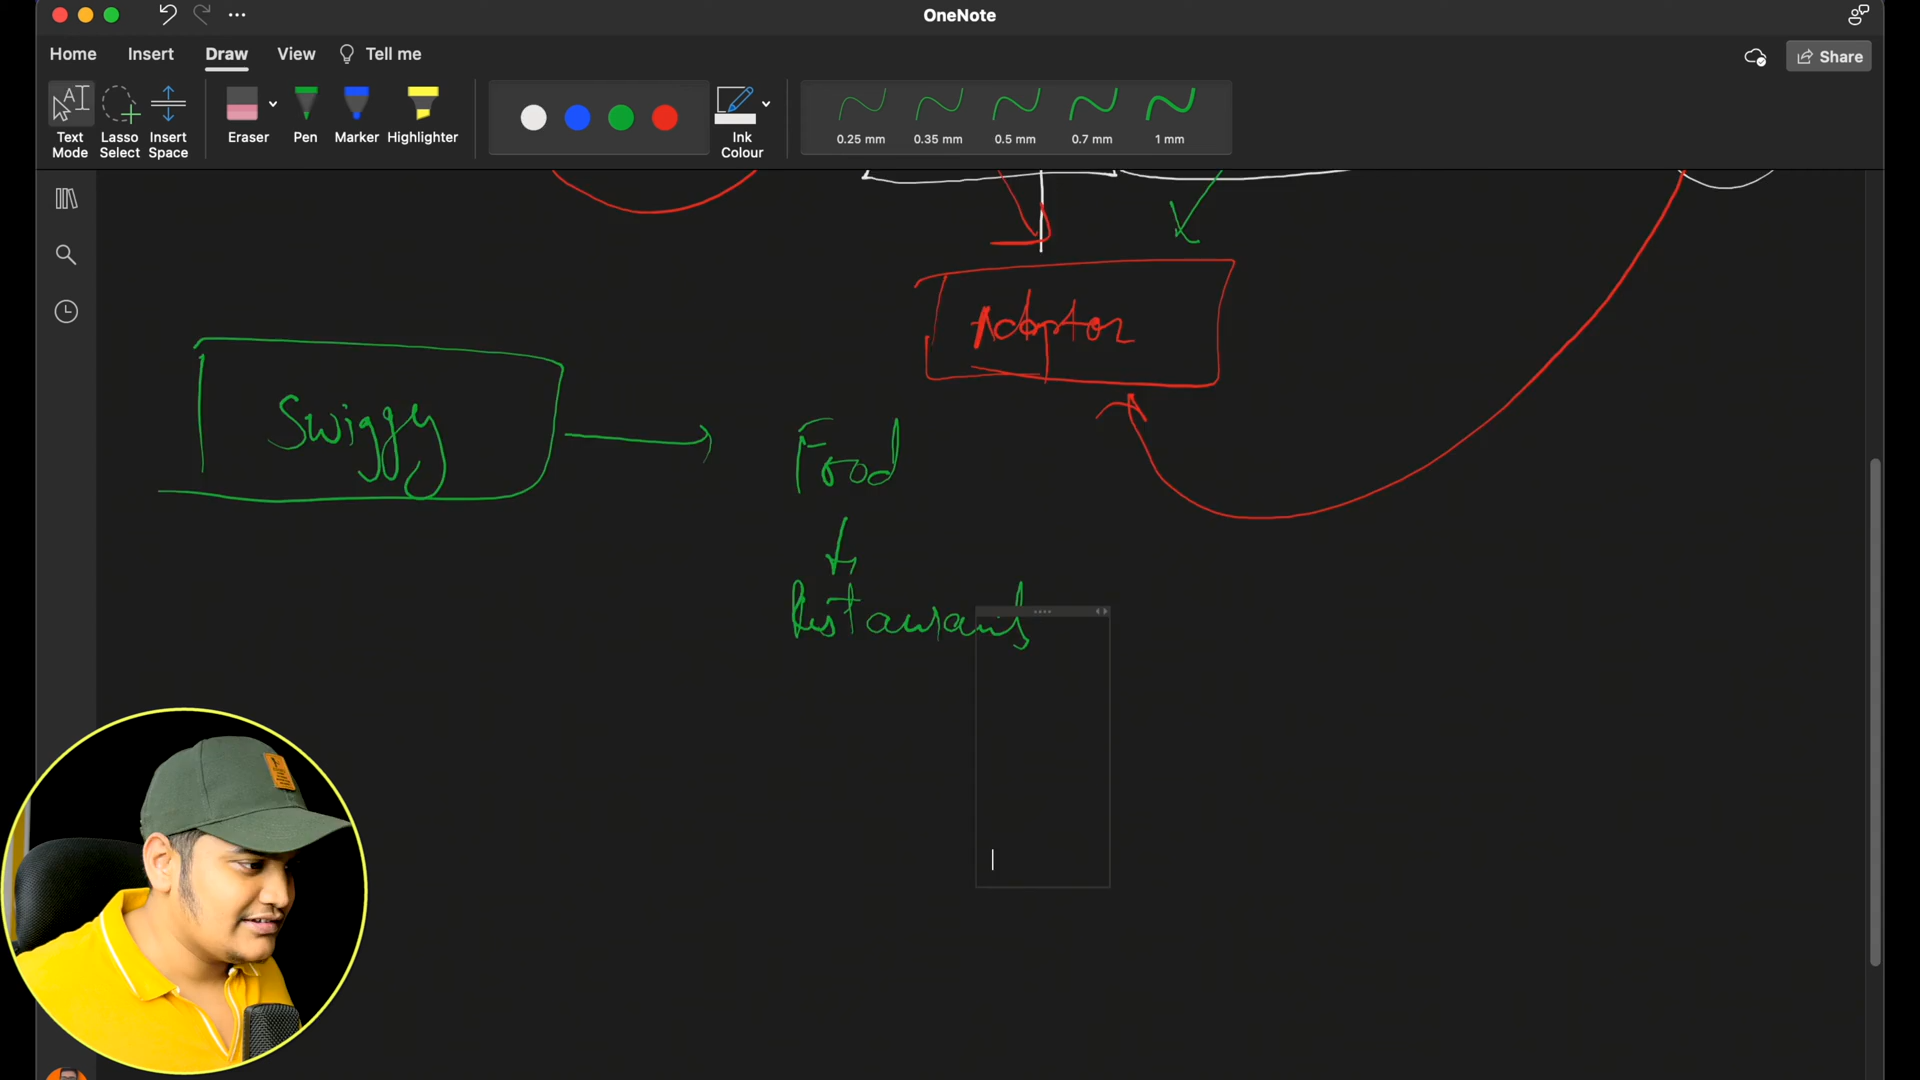 OneNote
Home Insert Draw View Tell me
Share
Text Mode
Lasso Select
Insert Space
Eraser
Pen
Marker
Highlighter
Ink Colour
0.25 mm
0.35 mm
0.5 mm
0.7 mm
1 mm
Adaptor
Swiggy
Food
Restaurants